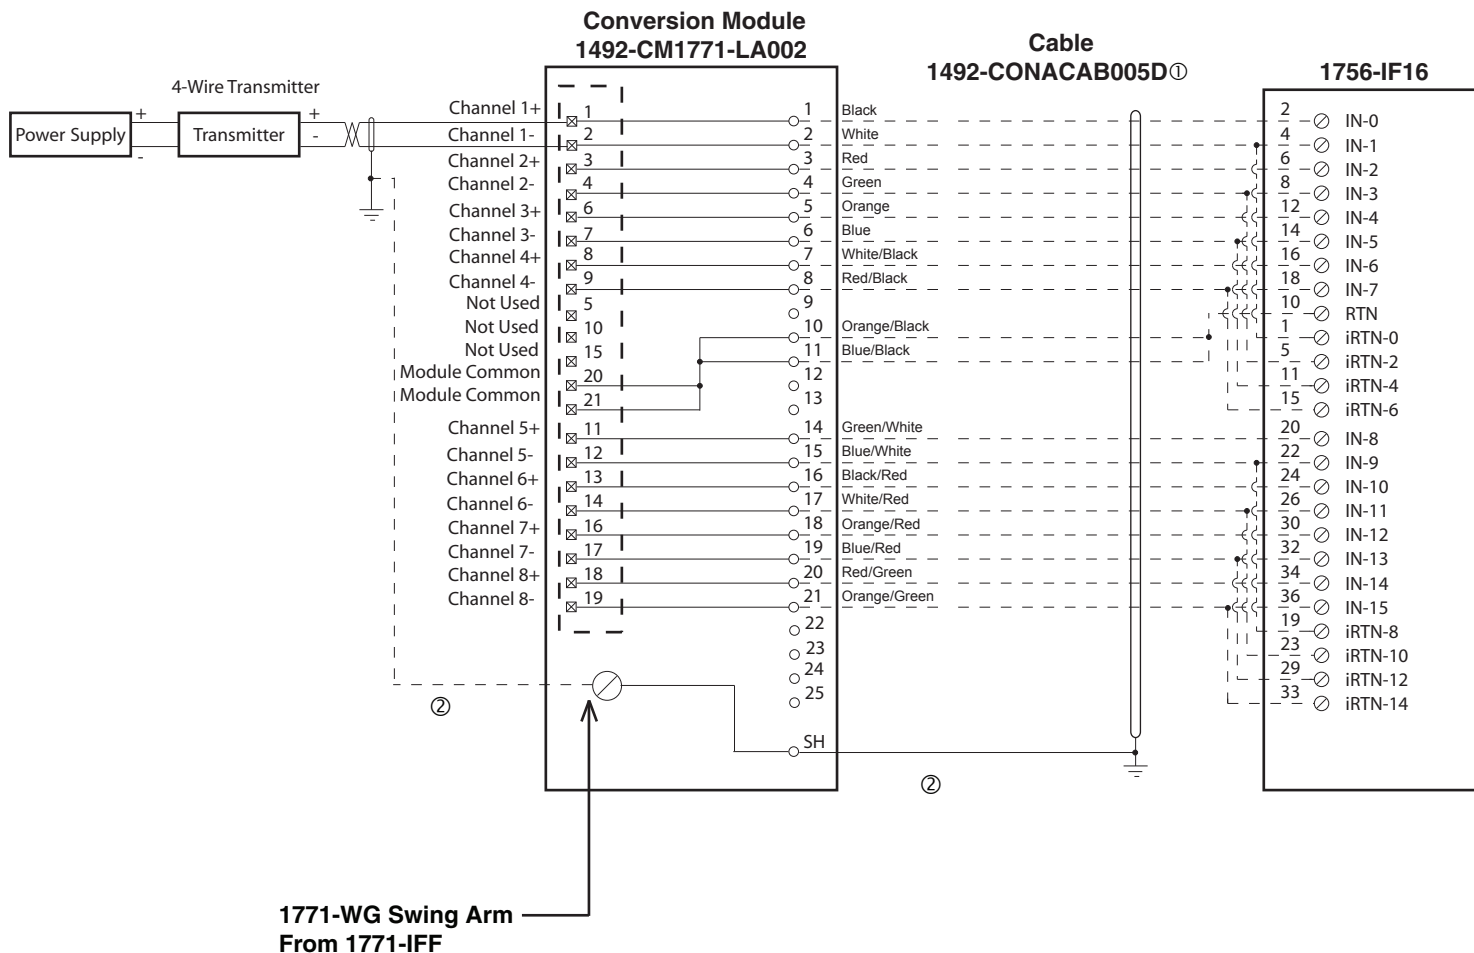 Conversion Module
1492-CM1771-LA002
Cable
1492-CONACAB005D①
1756-IF16
4-Wire Transmitter
Power Supply
+
-
Transmitter
+
-
Channel 1+ 1 1 Black 2 IN-0
Channel 1- 2 2 White 4 IN-1
Channel 2+ 3 3 Red 6 IN-2
Channel 2- 4 4 Green 8 IN-3
Channel 3+ 6 5 Orange 12 IN-4
Channel 3- 7 6 Blue 14 IN-5
Channel 4+ 8 7 White/Black 16 IN-6
Channel 4- 9 8 Red/Black 18 IN-7
Not Used 5 9 10 RTN
Not Used 10 10 Orange/Black 1 iRTN-0
Not Used 15 11 Blue/Black 5 iRTN-2
Module Common 20 12 11 iRTN-4
Module Common 21 13 15 iRTN-6
Channel 5+ 11 14 Green/White 20 IN-8
Channel 5- 12 15 Blue/White 22 IN-9
Channel 6+ 13 16 Black/Red 24 IN-10
Channel 6- 14 17 White/Red 26 IN-11
Channel 7+ 16 18 Orange/Red 30 IN-12
Channel 7- 17 19 Blue/Red 32 IN-13
Channel 8+ 18 20 Red/Green 34 IN-14
Channel 8- 19 21 Orange/Green 36 IN-15
22 19 iRTN-8
23 23 iRTN-10
24 29 iRTN-12
25 33 iRTN-14
②
SH
②
1771-WG Swing Arm
From 1771-IFF